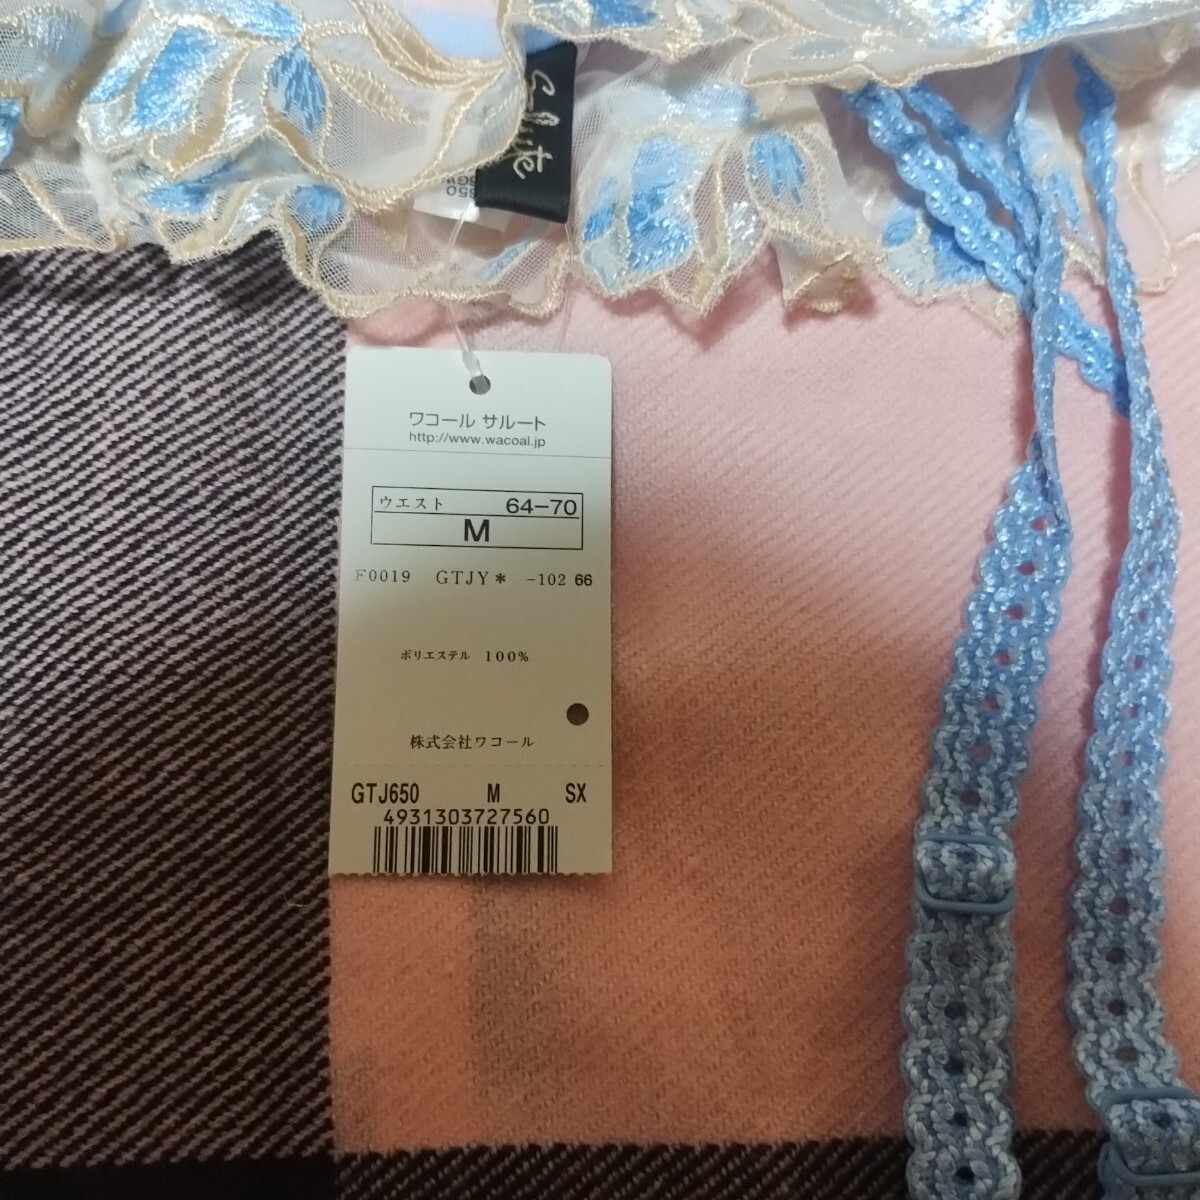 Salute
650
ワコール サルート
http://www.wacoal.jp
ウエスト 64-70
M
F0019 GTJY* -102 66
ポリエステル 100%
株式会社ワコール
GTJ650 M SX
4931303727560